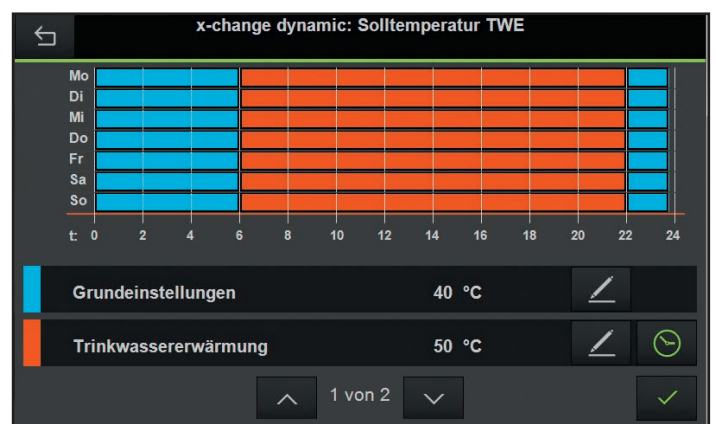 x-change dynamic: Solltemperatur TWE
Mo
Di
Mi
Do
Fr
Sa
So
t: 0 2 4 6 8 10 12 14 16 18 20 22 24
Grundeinstellungen 40 °C
Trinkwassererwärmung 50 °C
1 von 2